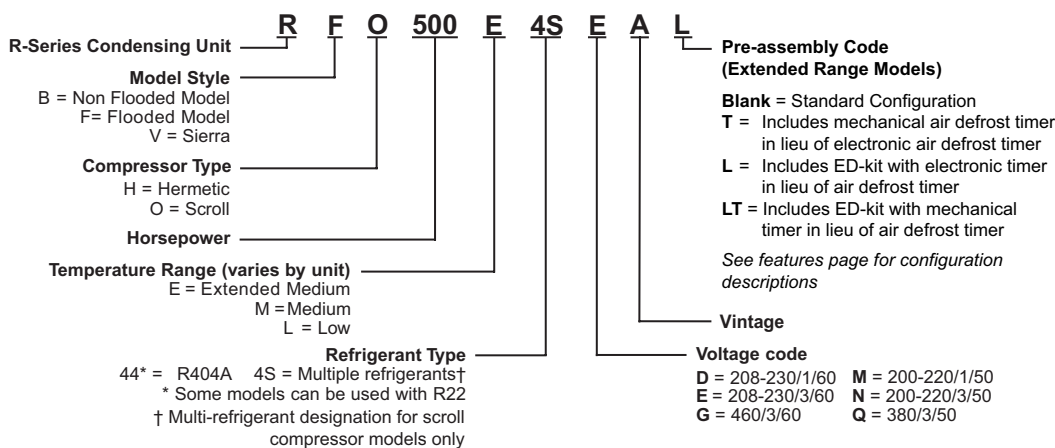 R F O 500 E 4S E A L
R-Series Condensing Unit
Model Style
B = Non Flooded Model
F= Flooded Model
V = Sierra
Compressor Type
H = Hermetic
O = Scroll
Horsepower
Temperature Range (varies by unit)
E = Extended Medium
M = Medium
L = Low
Refrigerant Type
44* = R404A 4S = Multiple refrigerants†
* Some models can be used with R22
† Multi-refrigerant designation for scroll
compressor models only
Pre-assembly Code
(Extended Range Models)
Blank = Standard Configuration
T = Includes mechanical air defrost timer
in lieu of electronic air defrost timer
L = Includes ED-kit with electronic timer
in lieu of air defrost timer
LT = Includes ED-kit with mechanical
timer in lieu of air defrost timer
See features page for configuration
descriptions
Vintage
Voltage code
D = 208-230/1/60 M = 200-220/1/50
E = 208-230/3/60 N = 200-220/3/50
G = 460/3/60 Q = 380/3/50